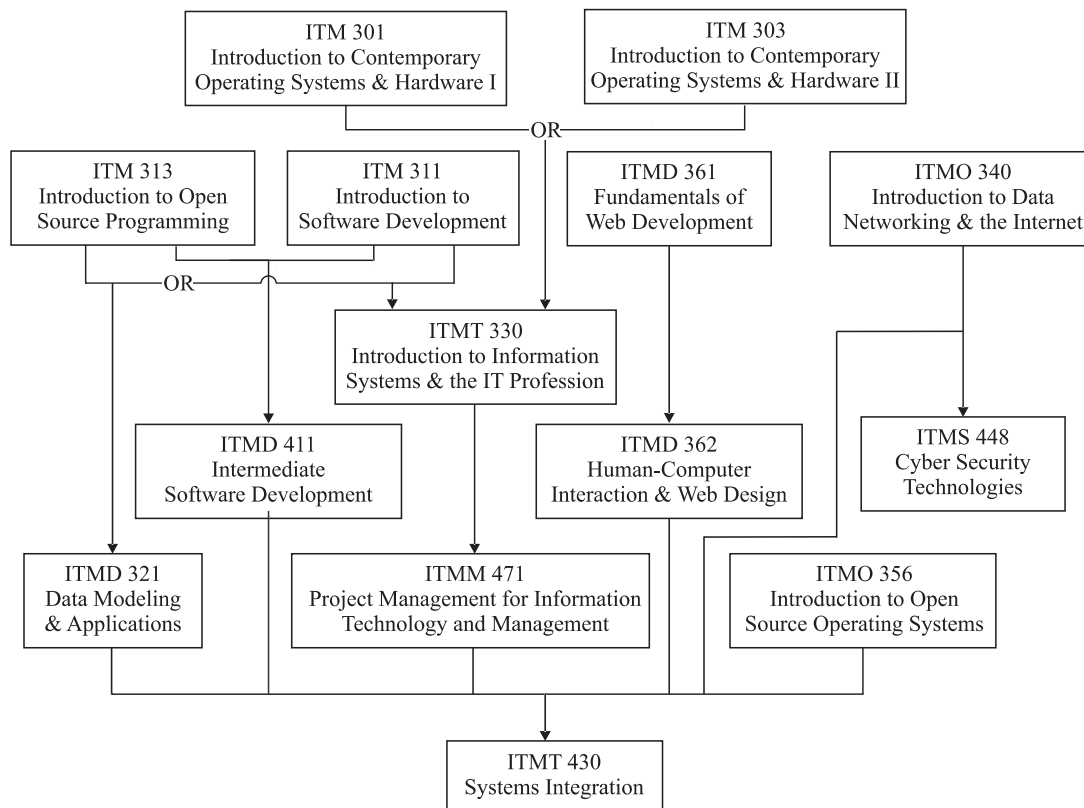 ITM 301
Introduction to Contemporary
Operating Systems & Hardware I
ITM 303
Introduction to Contemporary
Operating Systems & Hardware II
OR
ITM 313
Introduction to Open
Source Programming
ITM 311
Introduction to
Software Development
ITMD 361
Fundamentals of
Web Development
ITMO 340
Introduction to Data
Networking & the Internet
OR
ITMT 330
Introduction to Information
Systems & the IT Profession
ITMD 411
Intermediate
Software Development
ITMD 362
Human-Computer
Interaction & Web Design
ITMS 448
Cyber Security
Technologies
ITMD 321
Data Modeling
& Applications
ITMM 471
Project Management for Information
Technology and Management
ITMO 356
Introduction to Open
Source Operating Systems
ITMT 430
Systems Integration